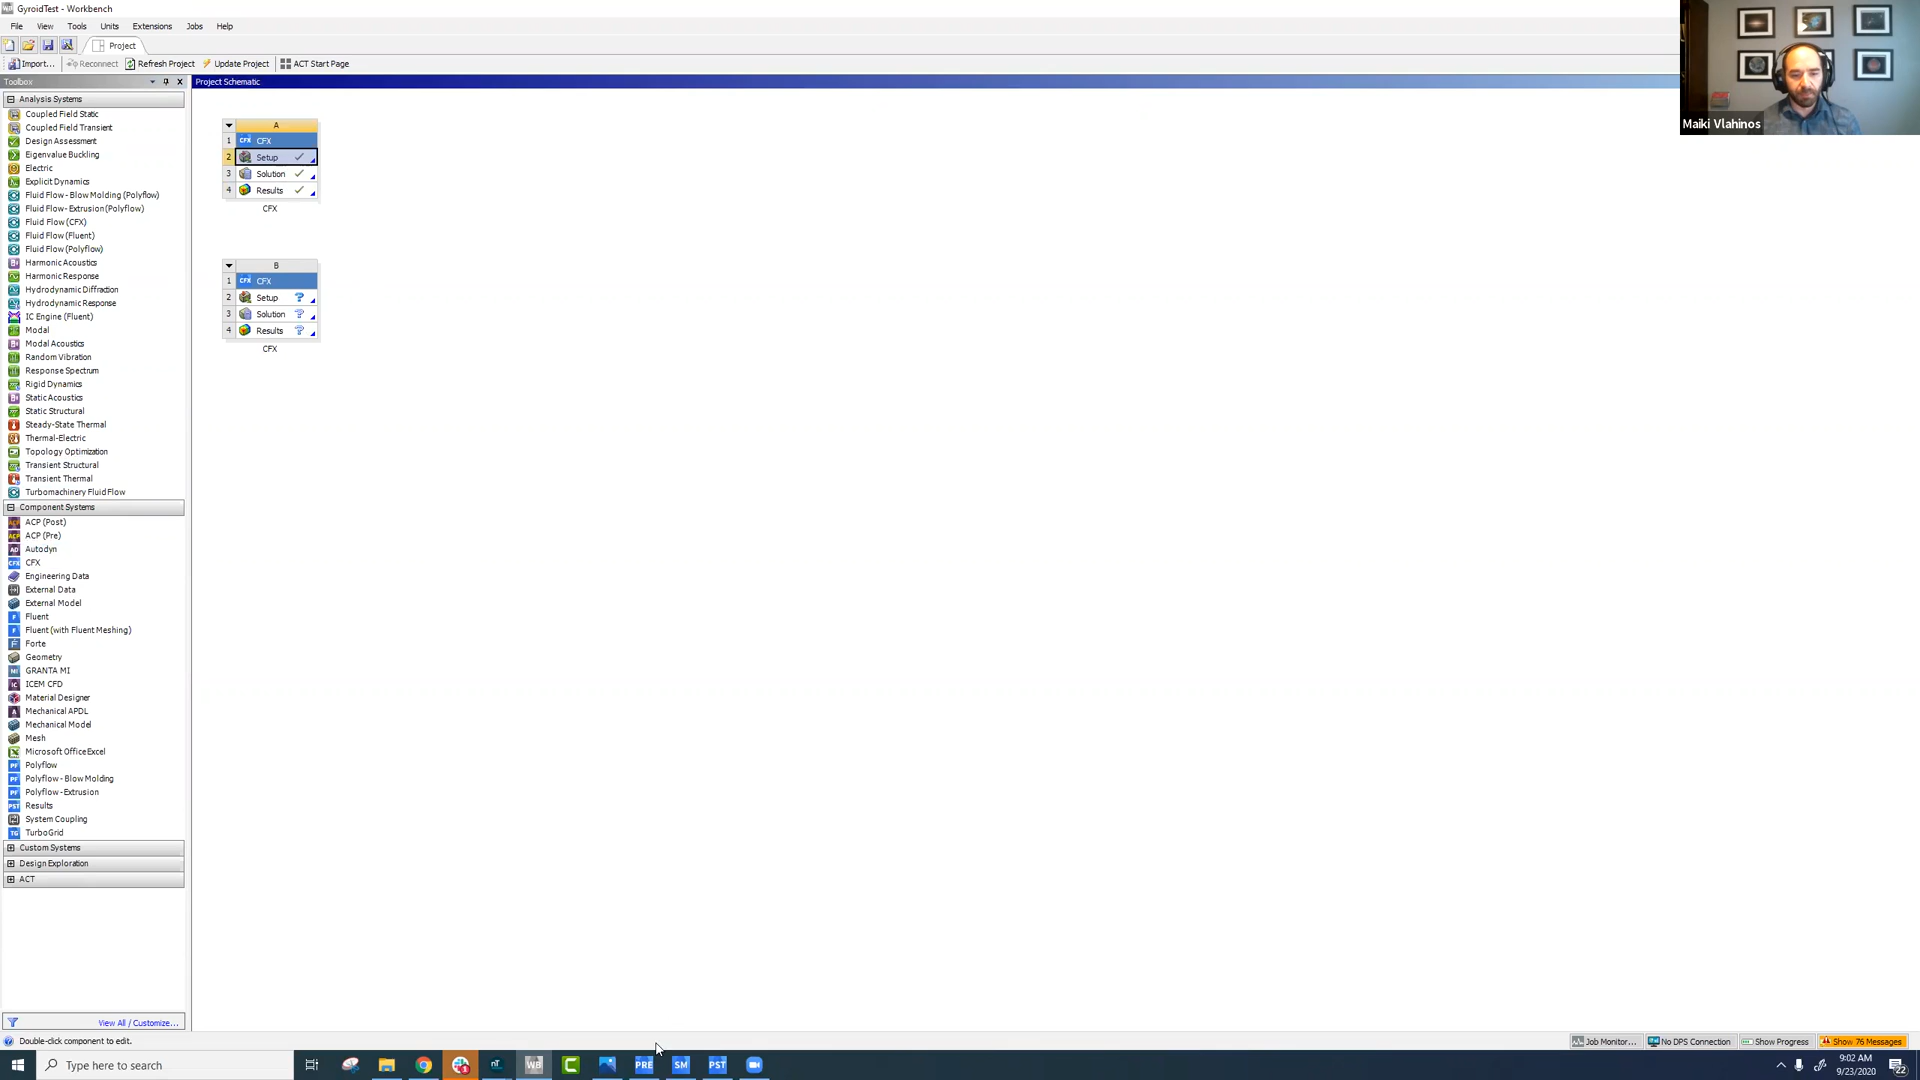 GyroidTest - Workbench
File View Tools Units Extensions Jobs Help
Project
Import... Reconnect Refresh Project Update Project ACT Start Page
Toolbox
Project Schematic
Analysis Systems
Coupled Field Static
Coupled Field Transient
Design Assessment
Eigenvalue Buckling
Electric
Explicit Dynamics
Fluid Flow - Blow Molding (Polyflow)
Fluid Flow - Extrusion (Polyflow)
Fluid Flow (CFX)
Fluid Flow (Fluent)
Fluid Flow (Polyflow)
Harmonic Acoustics
Harmonic Response
Hydrodynamic Diffraction
Hydrodynamic Response
IC Engine (Fluent)
Modal
Modal Acoustics
Random Vibration
Response Spectrum
Rigid Dynamics
Static Acoustics
Static Structural
Steady-State Thermal
Thermal-Electric
Topology Optimization
Transient Structural
Transient Thermal
Turbomachinery Fluid Flow
Component Systems
ACP (Post)
ACP (Pre)
Autodyn
CFX
Engineering Data
External Data
External Model
Fluent
Fluent (with Fluent Meshing)
Forte
Geometry
GRANTA MI
ICEM CFD
Material Designer
Mechanical APDL
Mechanical Model
Mesh
Microsoft Office Excel
Polyflow
Polyflow - Blow Molding
Polyflow - Extrusion
Results
System Coupling
TurboGrid
Custom Systems
Design Exploration
ACT
View All / Customize...
A
1 CFX CFX
2 Setup
3 Solution
4 Results
CFX
B
1 CFX CFX
2 Setup ?
3 Solution ?
4 Results ?
CFX
Maiki Vlahinos
Double-click component to edit.
Job Monitor... No DPS Connection Show Progress Show 76 Messages
Type here to search
1 nT WB C PRE SM PST
9:02 AM
9/23/2020
22